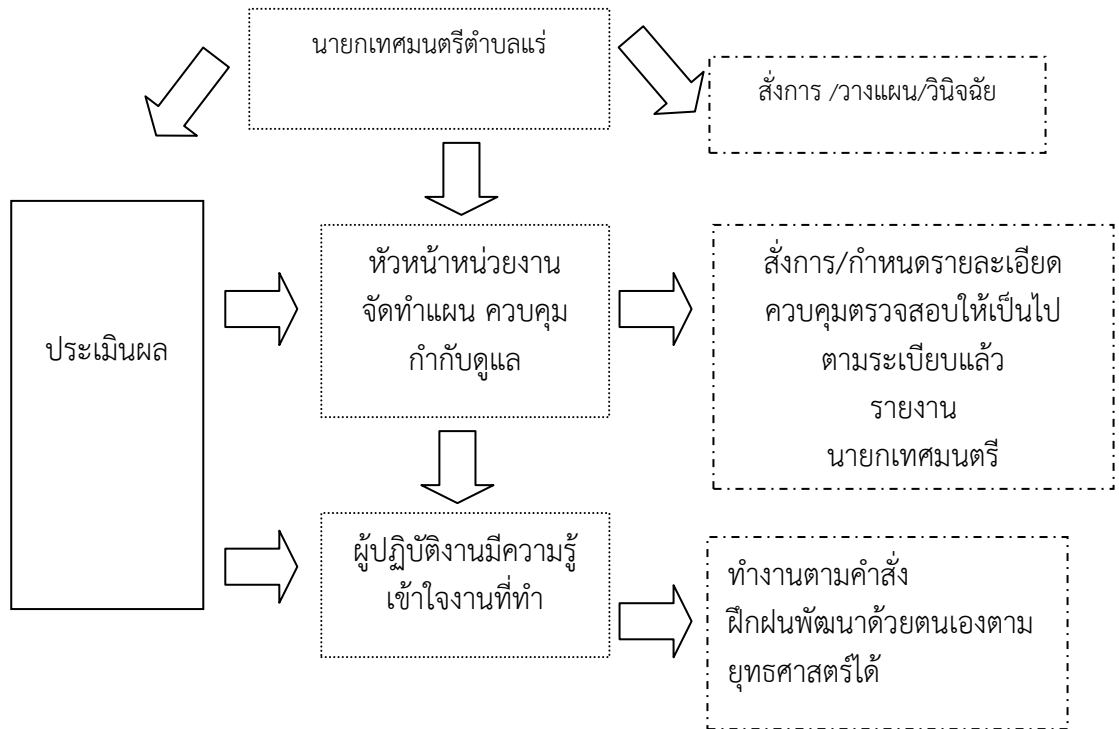 นายกเทศมนตรีตำบลแร่
สั่งการ /วางแผน/วินิจฉัย
ประเมินผล
หัวหน้าหน่วยงาน
จัดทำแผน ควบคุม
กำกับดูแล
สั่งการ/กำหนดรายละเอียด
ควบคุมตรวจสอบให้เป็นไป
ตามระเบียบแล้ว
รายงาน
นายกเทศมนตรี
ผู้ปฏิบัติงานมีความรู้
เข้าใจงานที่ทำ
ทำงานตามคำสั่ง
ฝึกฝนพัฒนาด้วยตนเองตาม
ยุทธศาสตร์ได้